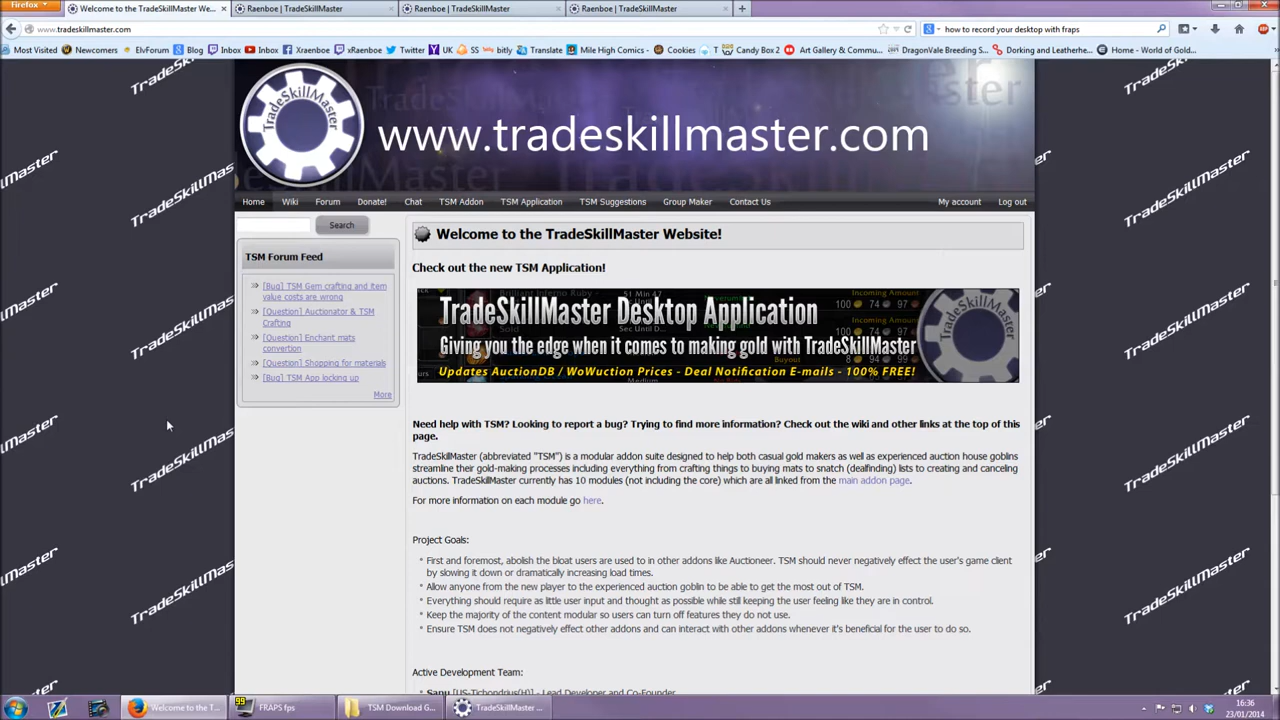 Firefox
Welcome to the TradeSkillMaster We...
Raenboe | TradeSkillMaster
Raenboe | TradeSkillMaster
Raenboe | TradeSkillMaster
www.tradeskillmaster.com
how to record your desktop with fraps
Most Visited
Newcomers
ElvForum
Blog
Inbox
Inbox
Xraenboe
xRaenboe
Twitter
UK
SS
bitly
Translate
Mile High Comics -
Cookies
T
Candy Box 2
Art Gallery & Commu...
DragonVale Breeding S...
Dorking and Leatherhe...
Home - World of Gold...
TradeSkillMaster
www.tradeskillmaster.com
Home
Wiki
Forum
Donate!
Chat
TSM Addon
TSM Application
TSM Suggestions
Group Maker
Contact Us
My account
Log out
Search
TSM Forum Feed
[Bug] TSM Gem crafting and item
value costs are wrong
[Question] Auctionator & TSM
Crafting
[Question] Enchant mats
convertion
[Question] Shopping for materials
[Bug] TSM App locking up
More
Welcome to the TradeSkillMaster Website!
Check out the new TSM Application!
TradeSkillMaster Desktop Application
Giving you the edge when it comes to making gold with TradeSkillMaster
Updates AuctionDB / WoWuction Prices - Deal Notification E-mails - 100% FREE!
Need help with TSM? Looking to report a bug? Trying to find more information? Check out the wiki and other links at the top of this
page.
TradeSkillMaster (abbreviated "TSM") is a modular addon suite designed to help both casual gold makers as well as experienced auction house goblins
streamline their gold-making processes including everything from crafting things to buying mats to snatch (dealfinding) lists to creating and canceling
auctions. TradeSkillMaster currently has 10 modules (not including the core) which are all linked from the main addon page.
For more information on each module go here.
Project Goals:
First and foremost, abolish the bloat users are used to in other addons like Auctioneer. TSM should never negatively effect the user's game client
by slowing it down or dramatically increasing load times.
Allow anyone from the new player to the experienced auction goblin to be able to get the most out of TSM.
Everything should require as little user input and thought as possible while still keeping the user feeling like they are in control.
Keep the majority of the content modular so users can turn off features they do not use.
Ensure TSM does not negatively effect other addons and can interact with other addons whenever it's beneficial for the user to do so.
Active Development Team:
Sapu [US-Tichondrius(H)] - Lead Developer and Co-Founder
Welcome to the T...
99
FRAPS fps
TSM Download G...
TradeSkillMaster ...
16:36
23/01/2014